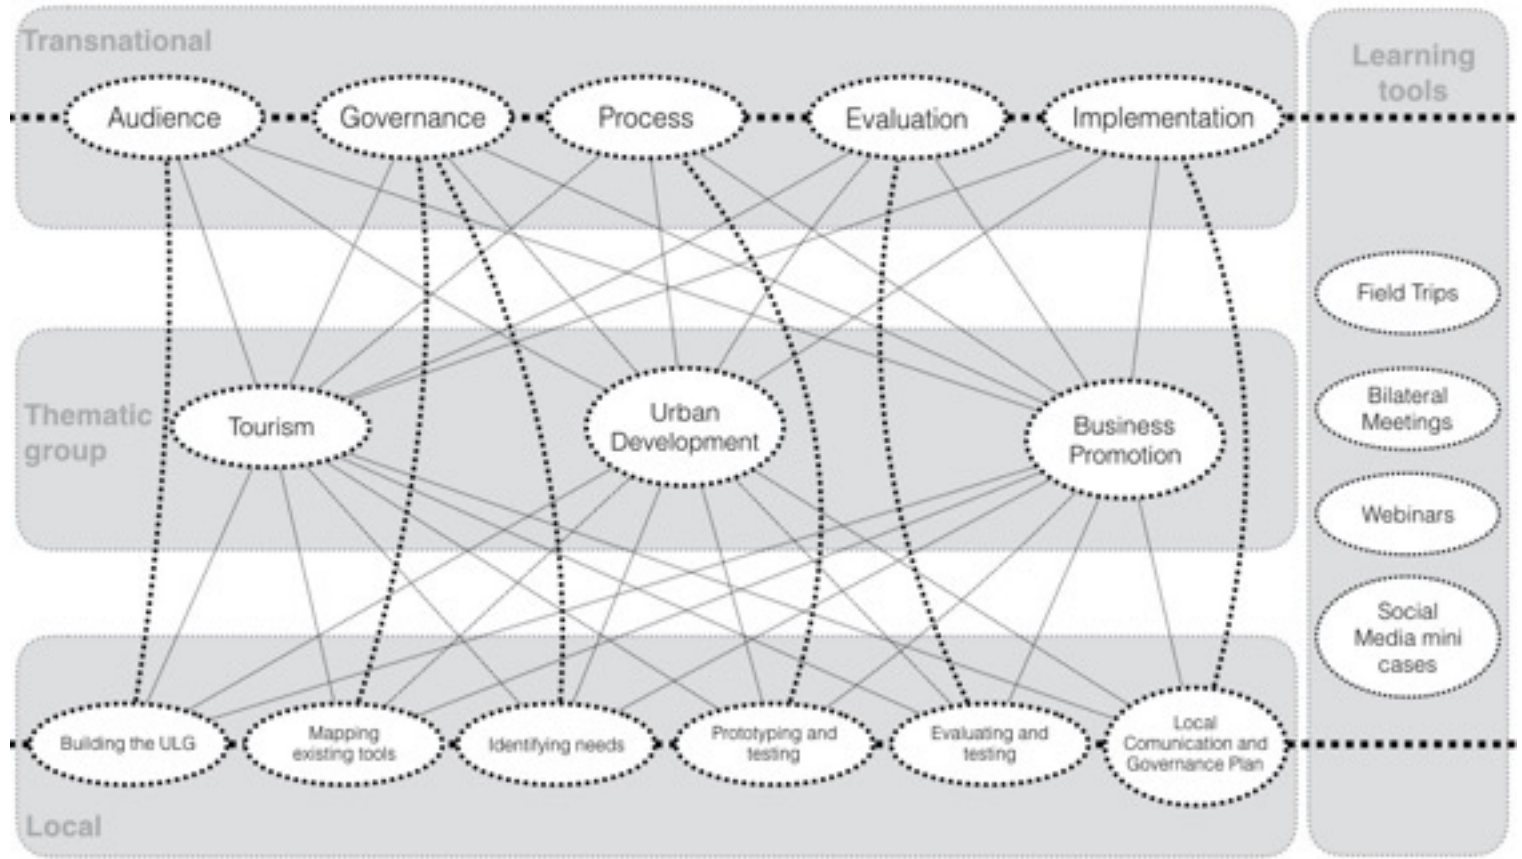 Transnational
Audience
Governance
Process
Evaluation
Implementation
Learning
tools
Field Trips
Bilateral
Meetings
Webinars
Social
Media mini
cases
Thematic
group
Tourism
Urban
Development
Business
Promotion
Building the ULG
Mapping
existing tools
Identifying needs
Prototyping and
testing
Evaluating and
testing
Local
Comunication and
Governance Plan
Local